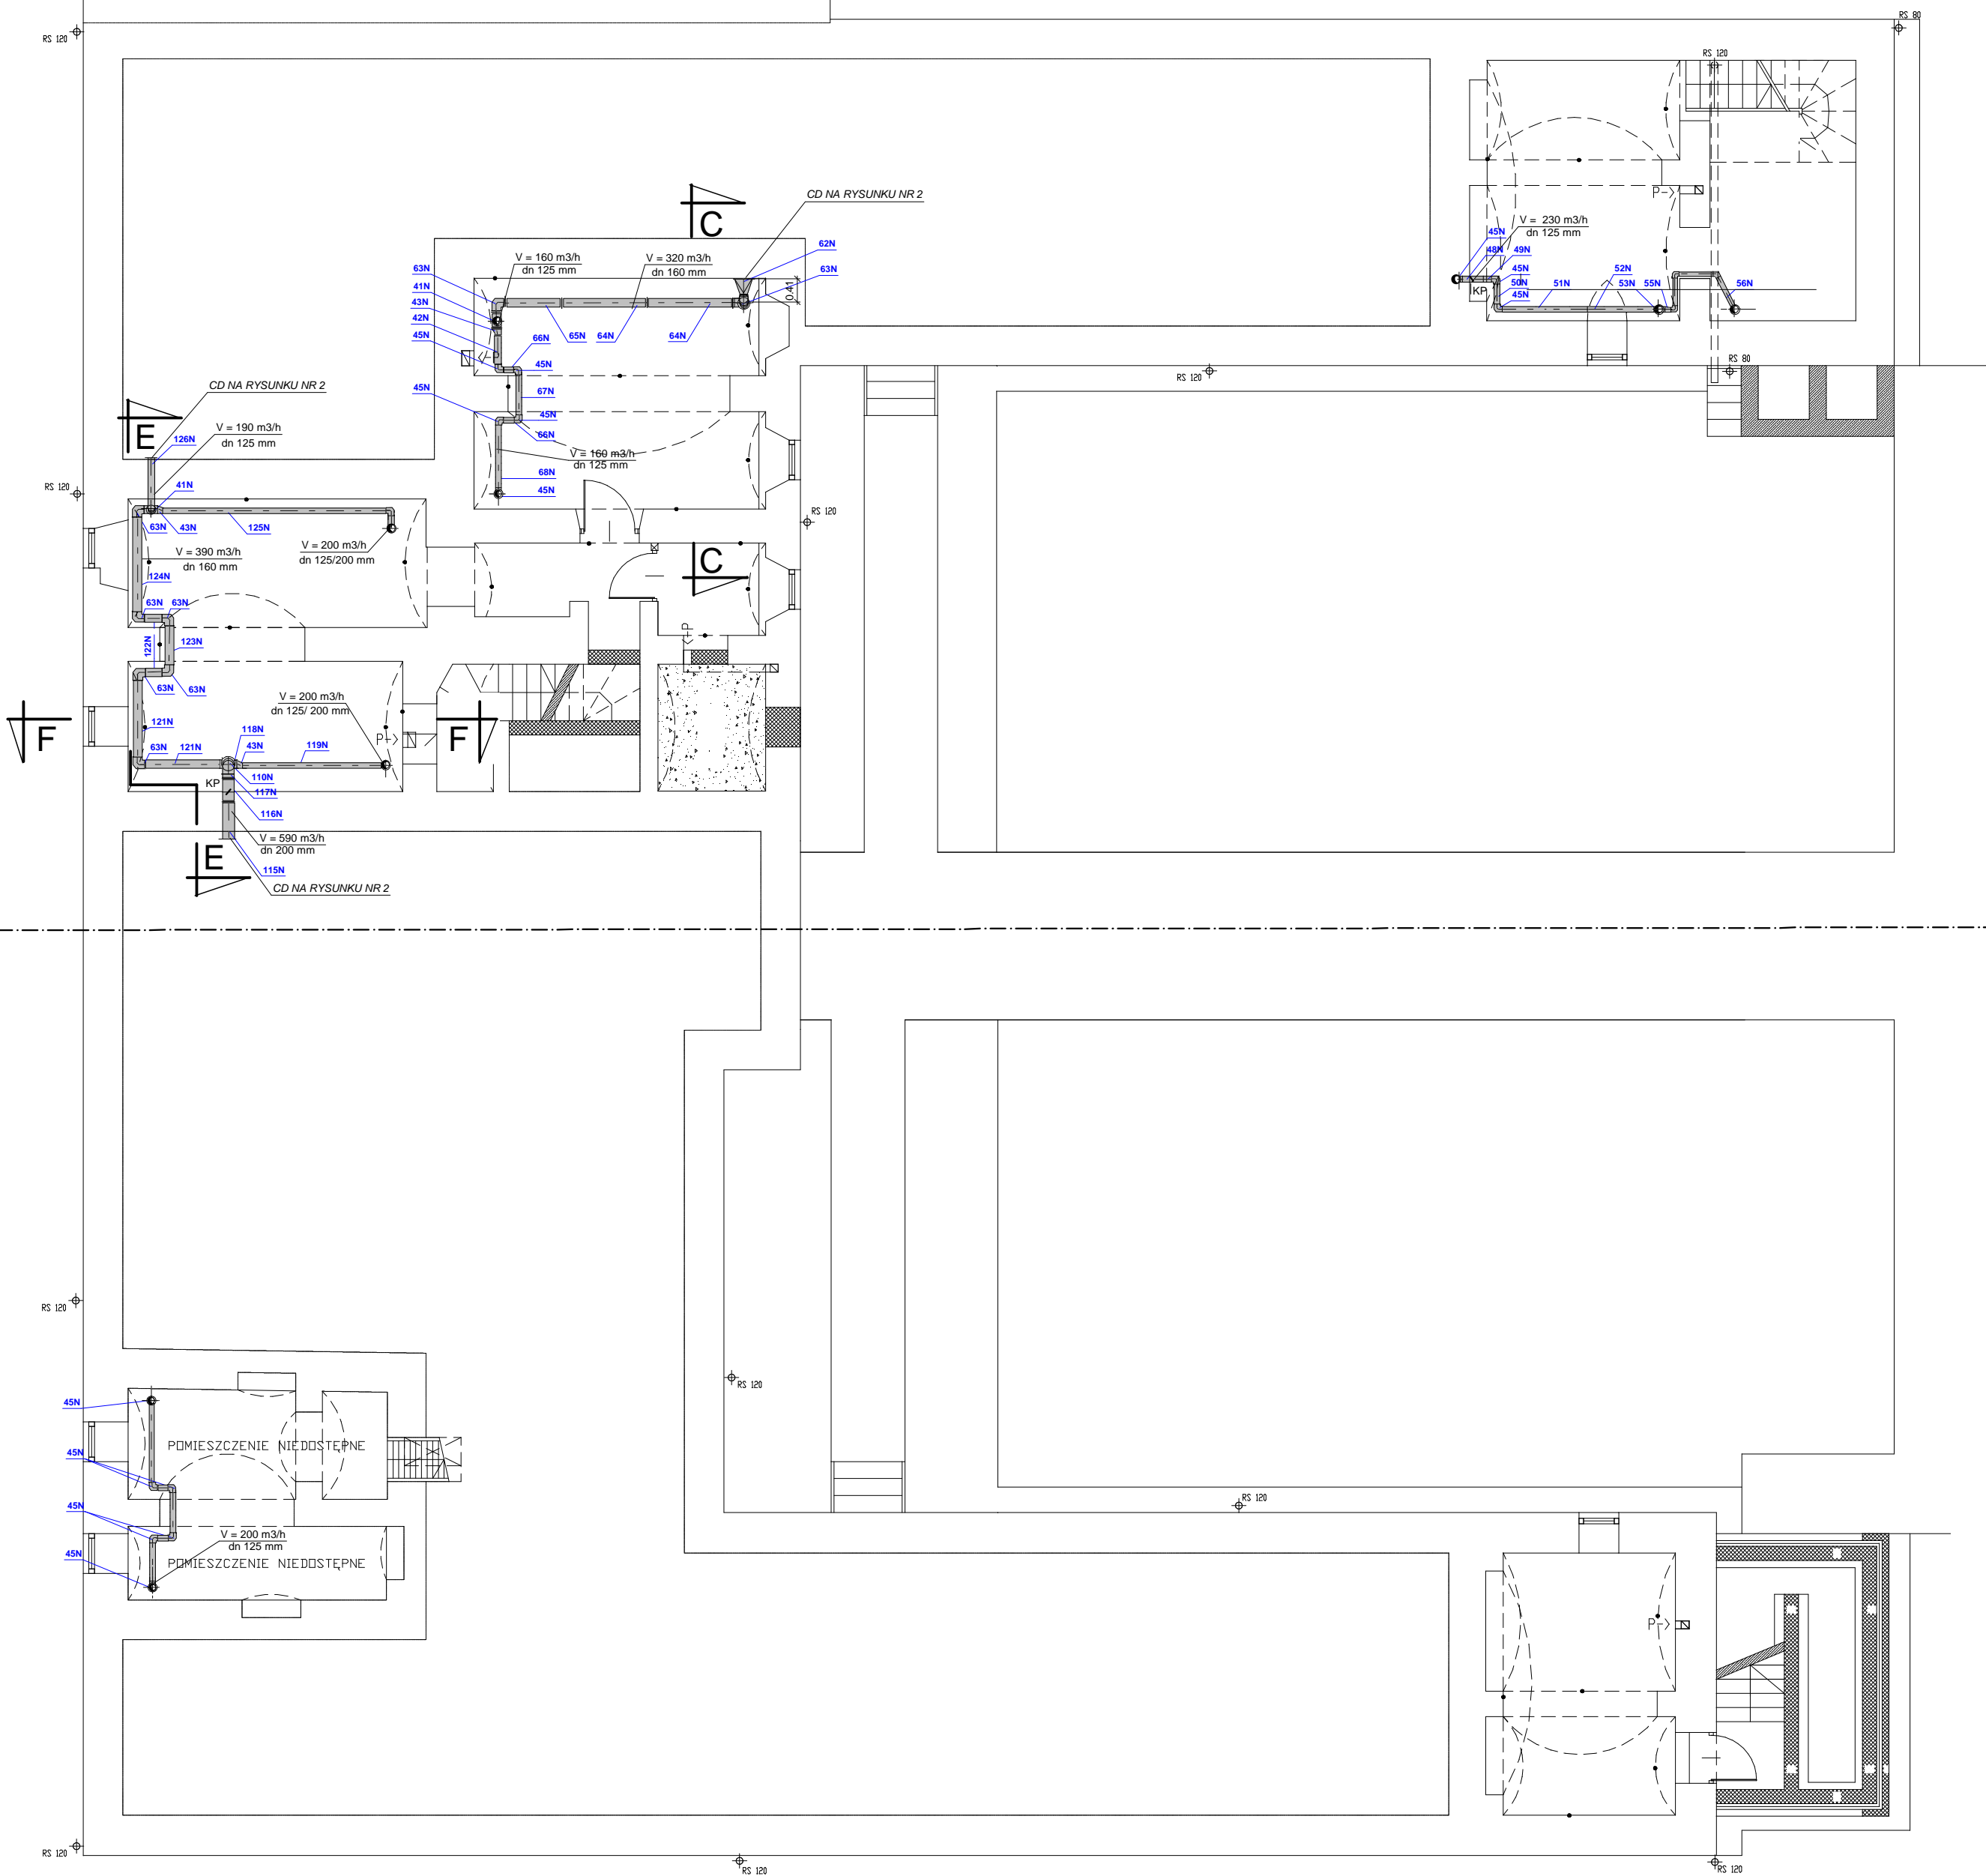 RS 80
RS 120
RS 120
CD NA RYSUNKU NR 2
P->
C
V = 230 m3/h
dn 125 mm
45N
48N
49N
62N
V = 160 m3/h
dn 125 mm
V = 320 m3/h
dn 160 mm
63N
63N
45N
52N
41N
KP
50N
51N
53N
55N
56N
0.41
45N
43N
42N
45N
66N
65N
64N
64N
<-P
45N
RS 120
RS 80
CD NA RYSUNKU NR 2
45N
67N
45N
66N
E
V = 190 m3/h
dn 125 mm
126N
V = 160 m3/h
dn 125 mm
68N
45N
RS 120
41N
RS 120
63N
43N
125N
V = 390 m3/h
dn 160 mm
V = 200 m3/h
dn 125/200 mm
C
124N
63N
63N
122N
123N
<-P
63N
63N
V = 200 m3/h
dn 125/ 200 mm
F
121N
118N
P->
F
63N
121N
43N
119N
110N
KP
117N
116N
V = 590 m3/h
dn 200 mm
E
115N
CD NA RYSUNKU NR 2
RS 120
RS 120
45N
POMIESZCZENIE NIEDOSTĘPNE
45N
45N
RS 120
V = 200 m3/h
dn 125 mm
45N
POMIESZCZENIE NIEDOSTĘPNE
P->
RS 120
RS 120
RS 120